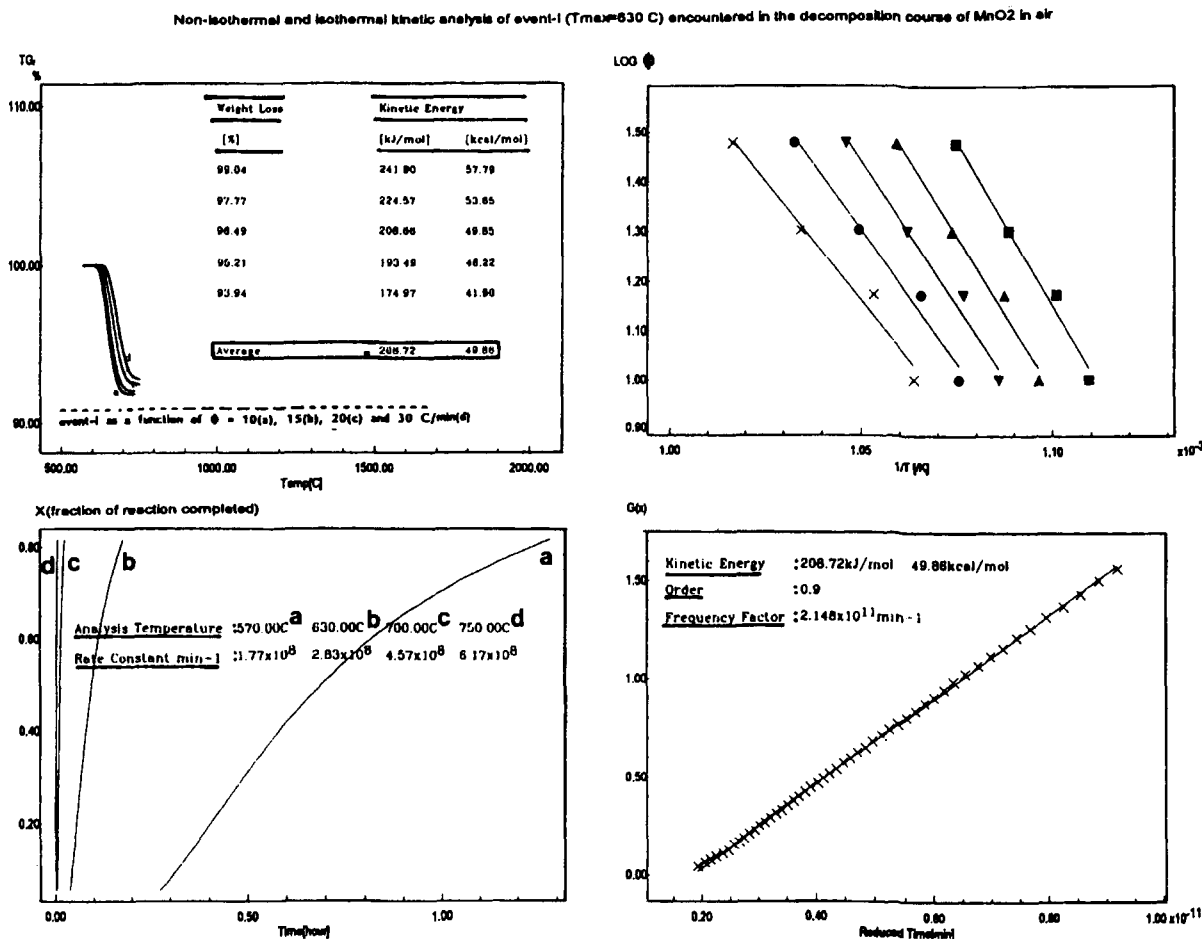 Non-isothermal and isothermal kinetic analysis of event-I (Tmax=630 C) encountered in the decomposition course of MnO2 in air
TG,
%
110.00
100.00
90.00
500.00 1000.00 1500.00 2000.00
Temp[C]
Weight Loss Kinetic Energy
[%] [kJ/mol] [kcal/mol]
99.04 241.90 57.79
97.77 224.57 53.65
96.49 208.66 49.85
95.21 193.49 46.22
93.94 174.97 41.80
Average 208.72 49.86
d
a
event-I as a function of Φ = 10(a), 15(b), 20(c) and 30 C/min(d)
LOG Φ
1.50
1.30
1.20
1.10
1.00
0.90
1.00 1.05 1.10 x10⁻³
1/T [/K]
X(fraction of reaction completed)
0.80
0.60
0.40
0.20
0.00 0.50 1.00
Time[hour]
d c b a
Analysis Temperature :570.00C a 630.00C b 700.00C c 750.00C d
Rate Constant min-1 :1.77x10⁸ 2.83x10⁸ 4.57x10⁸ 6.17x10⁸
G(x)
1.50
1.00
0.50
0.00
0.20 0.40 0.60 0.80 1.00 x10⁻¹¹
Reduced Time[min]
Kinetic Energy :208.72kJ/mol 49.86kcal/mol
Order :0.9
Frequency Factor :2.148x10¹¹min-1